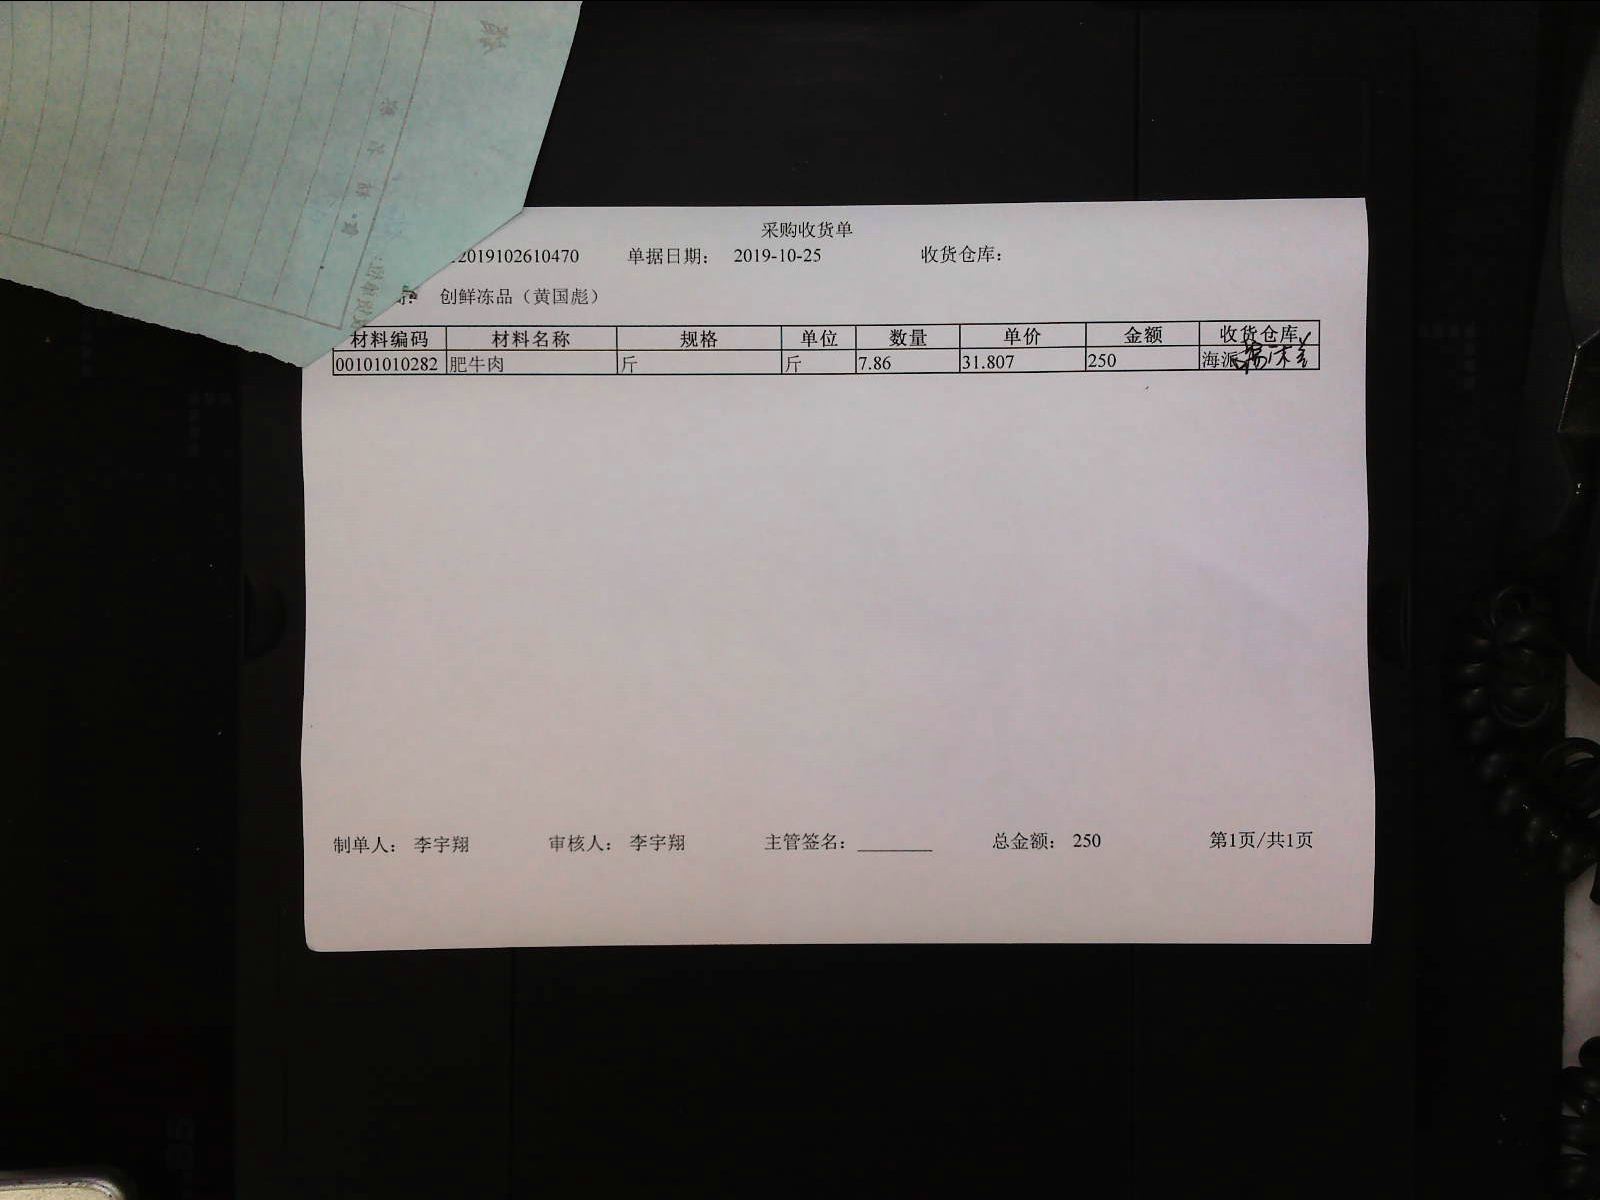 采购收货单
2019102610470 单据日期： 2019-10-25 收货仓库：
创鲜冻品（黄国彪）
材料编码 材料名称 规格 单位 数量 单价 金额 收货仓库
00101010282 肥牛肉 斤 斤 7.86 31.807 250 海派
制单人： 李宇翔 审核人： 李宇翔 主管签名： 总金额： 250 第1页/共1页